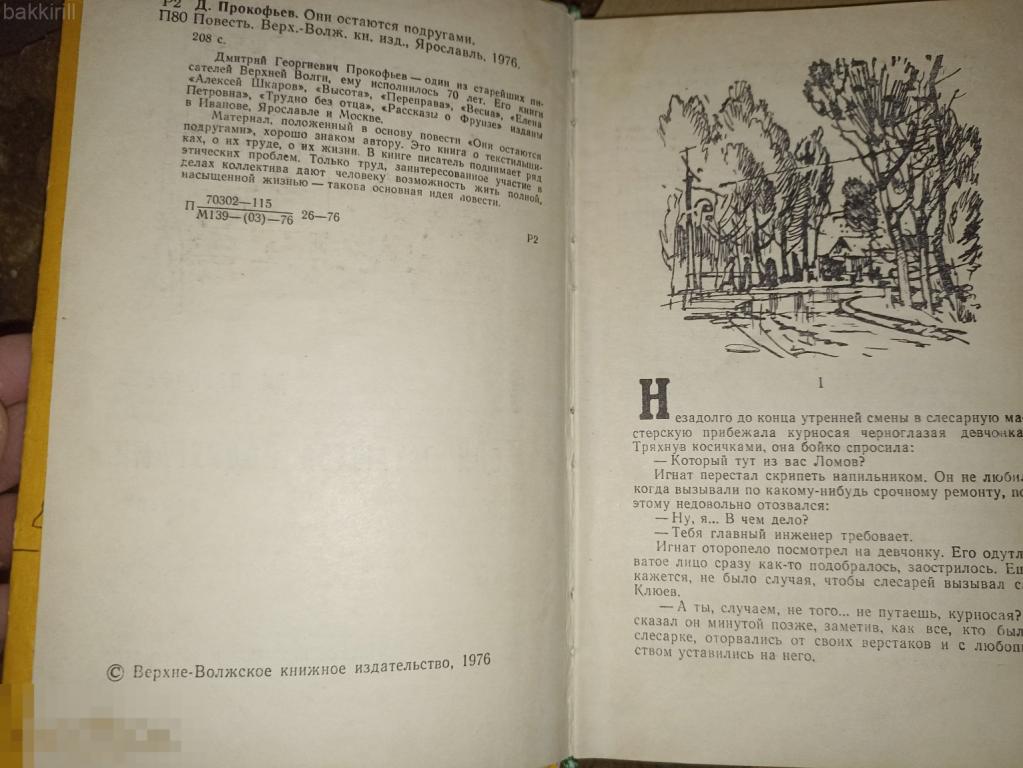 bakkirill
Р2 Д. Прокофьев. Они остаются подругами.
П80 Повесть. Верх.-Волж. кн. изд., Ярославль, 1976.
208 с.
Дмитрий Георгиевич Прокофьев — один из старейших пи-
сателей Верхней Волги, ему исполнилось 70 лет. Его книги
«Алексей Шкаров», «Высота», «Переправа», «Весна», «Елена
Петровна», «Трудно без отца», «Рассказы о Фрунзе» изданы
в Иванове, Ярославле и Москве.
Материал, положенный в основу повести «Они остаются
подругами», хорошо знаком автору. Это книга о текстильщи-
ках, о их труде, о их жизни. В книге писатель поднимает ряд
этических проблем. Только труд, заинтересованное участие в
делах коллектива дают человеку возможность жить полной,
насыщенной жизнью — такова основная идея повести.
П 70302—115
М139—(03)—76 26—76
Р2
© Верхне-Волжское книжное издательство, 1976
I
Незадолго до конца утренней смены в слесарную ма-
стерскую прибежала курносая черноглазая девчонка.
Тряхнув косичками, она бойко спросила:
— Который тут из вас Ломов?
Игнат перестал скрипеть напильником. Он не любил
когда вызывали по какому-нибудь срочному ремонту, по
этому недовольно отозвался:
— Ну, я... В чем дело?
— Тебя главный инженер требовает.
Игнат оторопело посмотрел на девчонку. Его одутл
ватое лицо сразу как-то подобралось, заострилось. Ещ
кажется, не было случая, чтобы слесарей вызывал с
Клюев.
— А ты, случаем, не того... не путаешь, курносая?
сказал он минутой позже, заметив, как все, кто был
слесарке, оторвались от своих верстаков и с любоп
ством уставились на него.